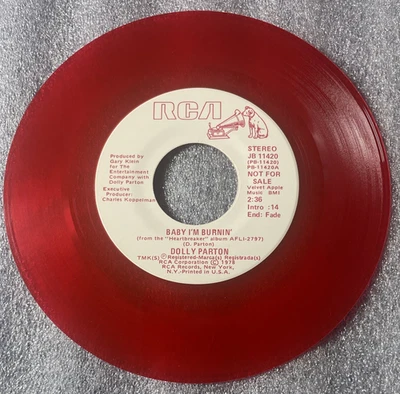 RCA
STEREO
JB 11420
(PB-11420)
PB-11420A
NOT FOR
SALE
Velvet Apple
Music BMI
2:36
Intro :14
End: Fade
Produced by
Gary Klein
for The
Entertainment
Company with
Dolly Parton
Executive
Producer:
Charles Koppelman
BABY I'M BURNIN'
(from the "Heartbreaker" album AFL1-2797)
(D. Parton)
DOLLY PARTON
TMK(S) ® Registered-Marca(s) Registrada(s)
RCA Corporation Ⓟ 1978
RCA Records, New York,
N.Y.-Printed in U.S.A.